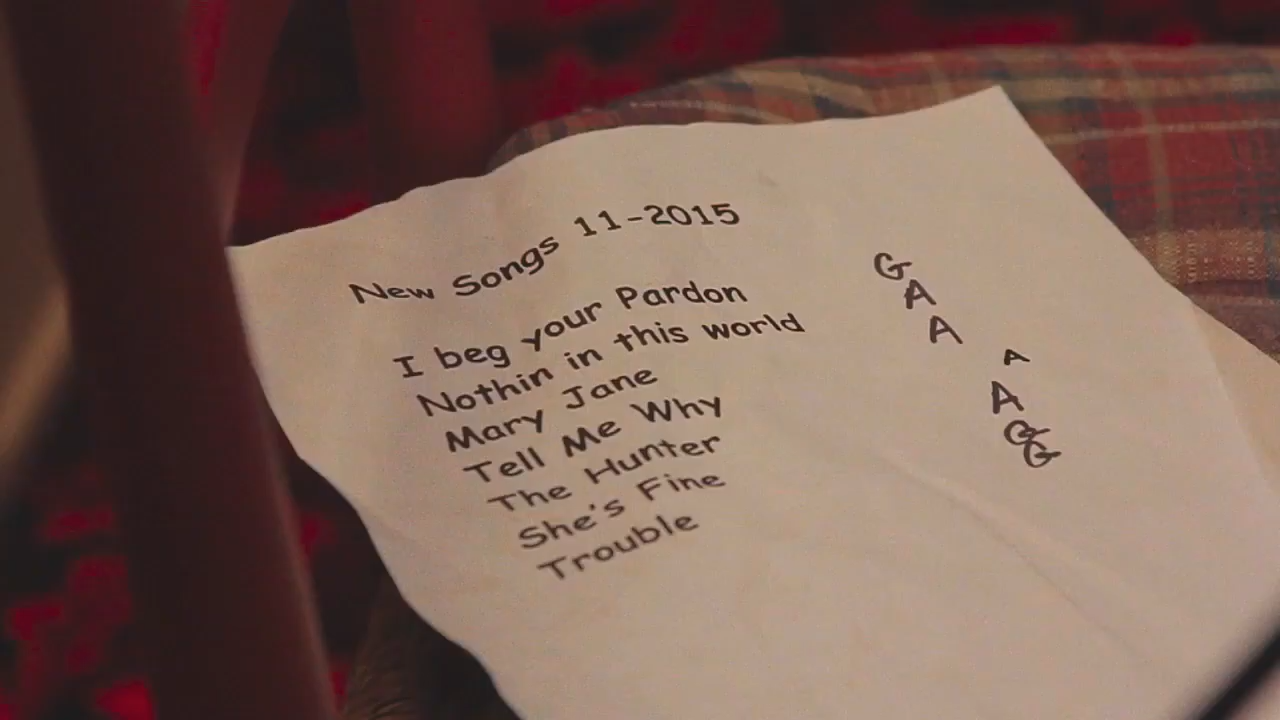 New Songs 11-2015
I beg your Pardon G
Nothin in this world A
Mary Jane A
Tell Me Why A
The Hunter A
She's Fine G
Trouble G